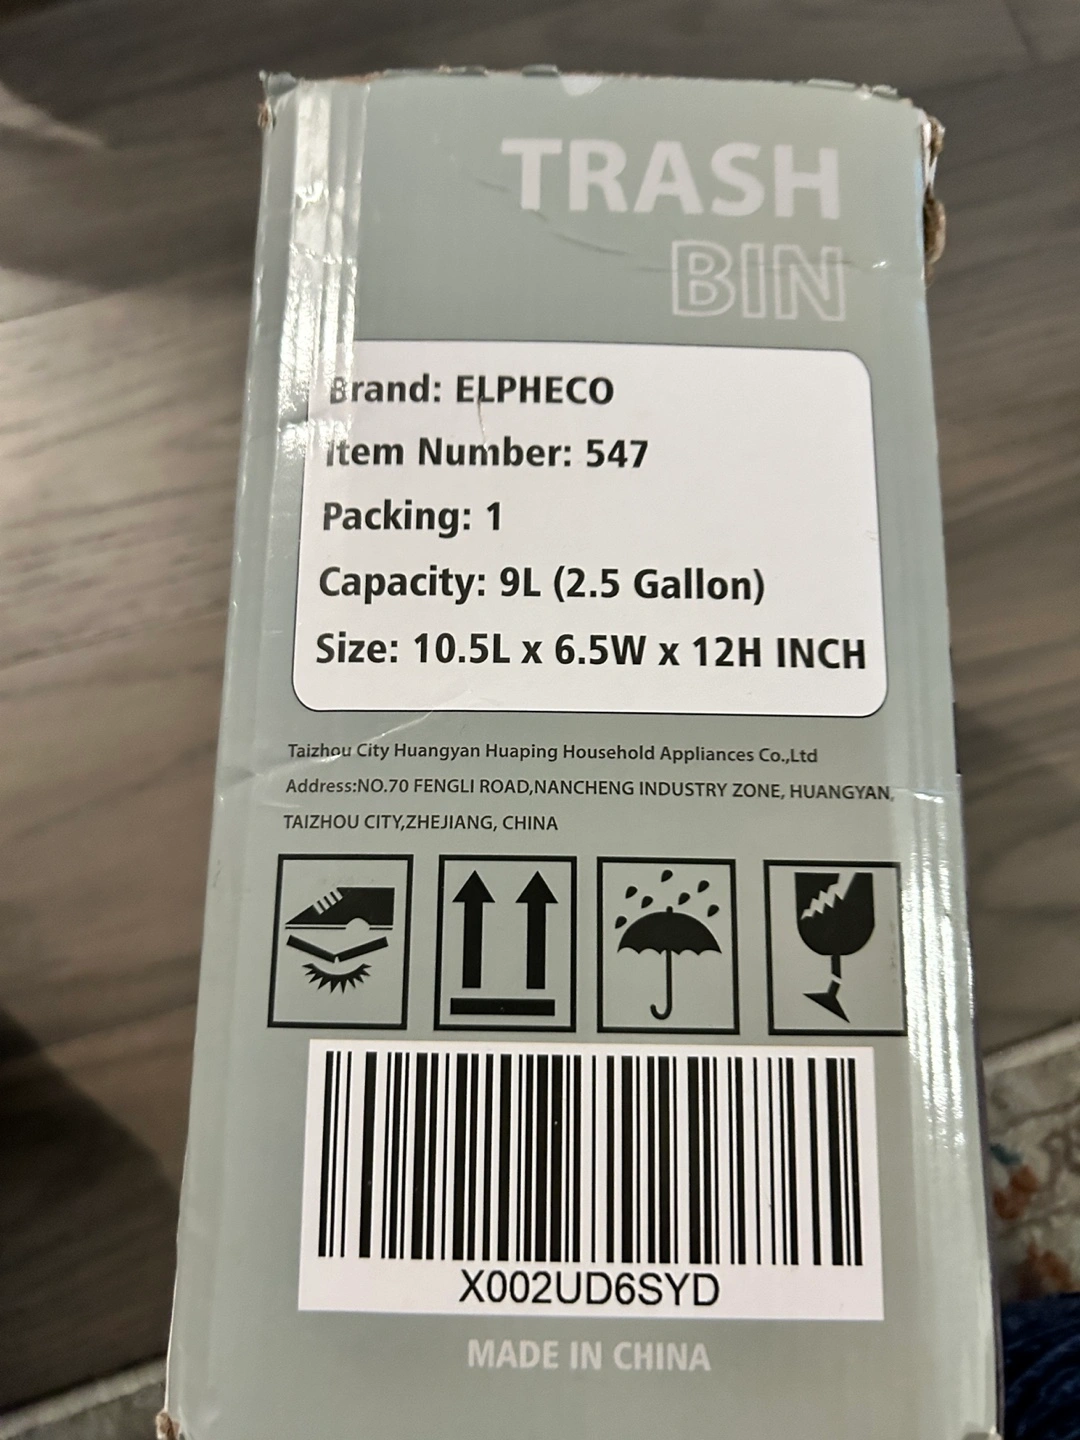 TRASH
BIN
Brand: ELPHECO
Item Number: 547
Packing: 1
Capacity: 9L (2.5 Gallon)
Size: 10.5L x 6.5W x 12H INCH
Taizhou City Huangyan Huaping Household Appliances Co.,Ltd
Address:NO.70 FENGLI ROAD,NANCHENG INDUSTRY ZONE, HUANGYAN,
TAIZHOU CITY,ZHEJIANG, CHINA
X002UD6SYD
MADE IN CHINA